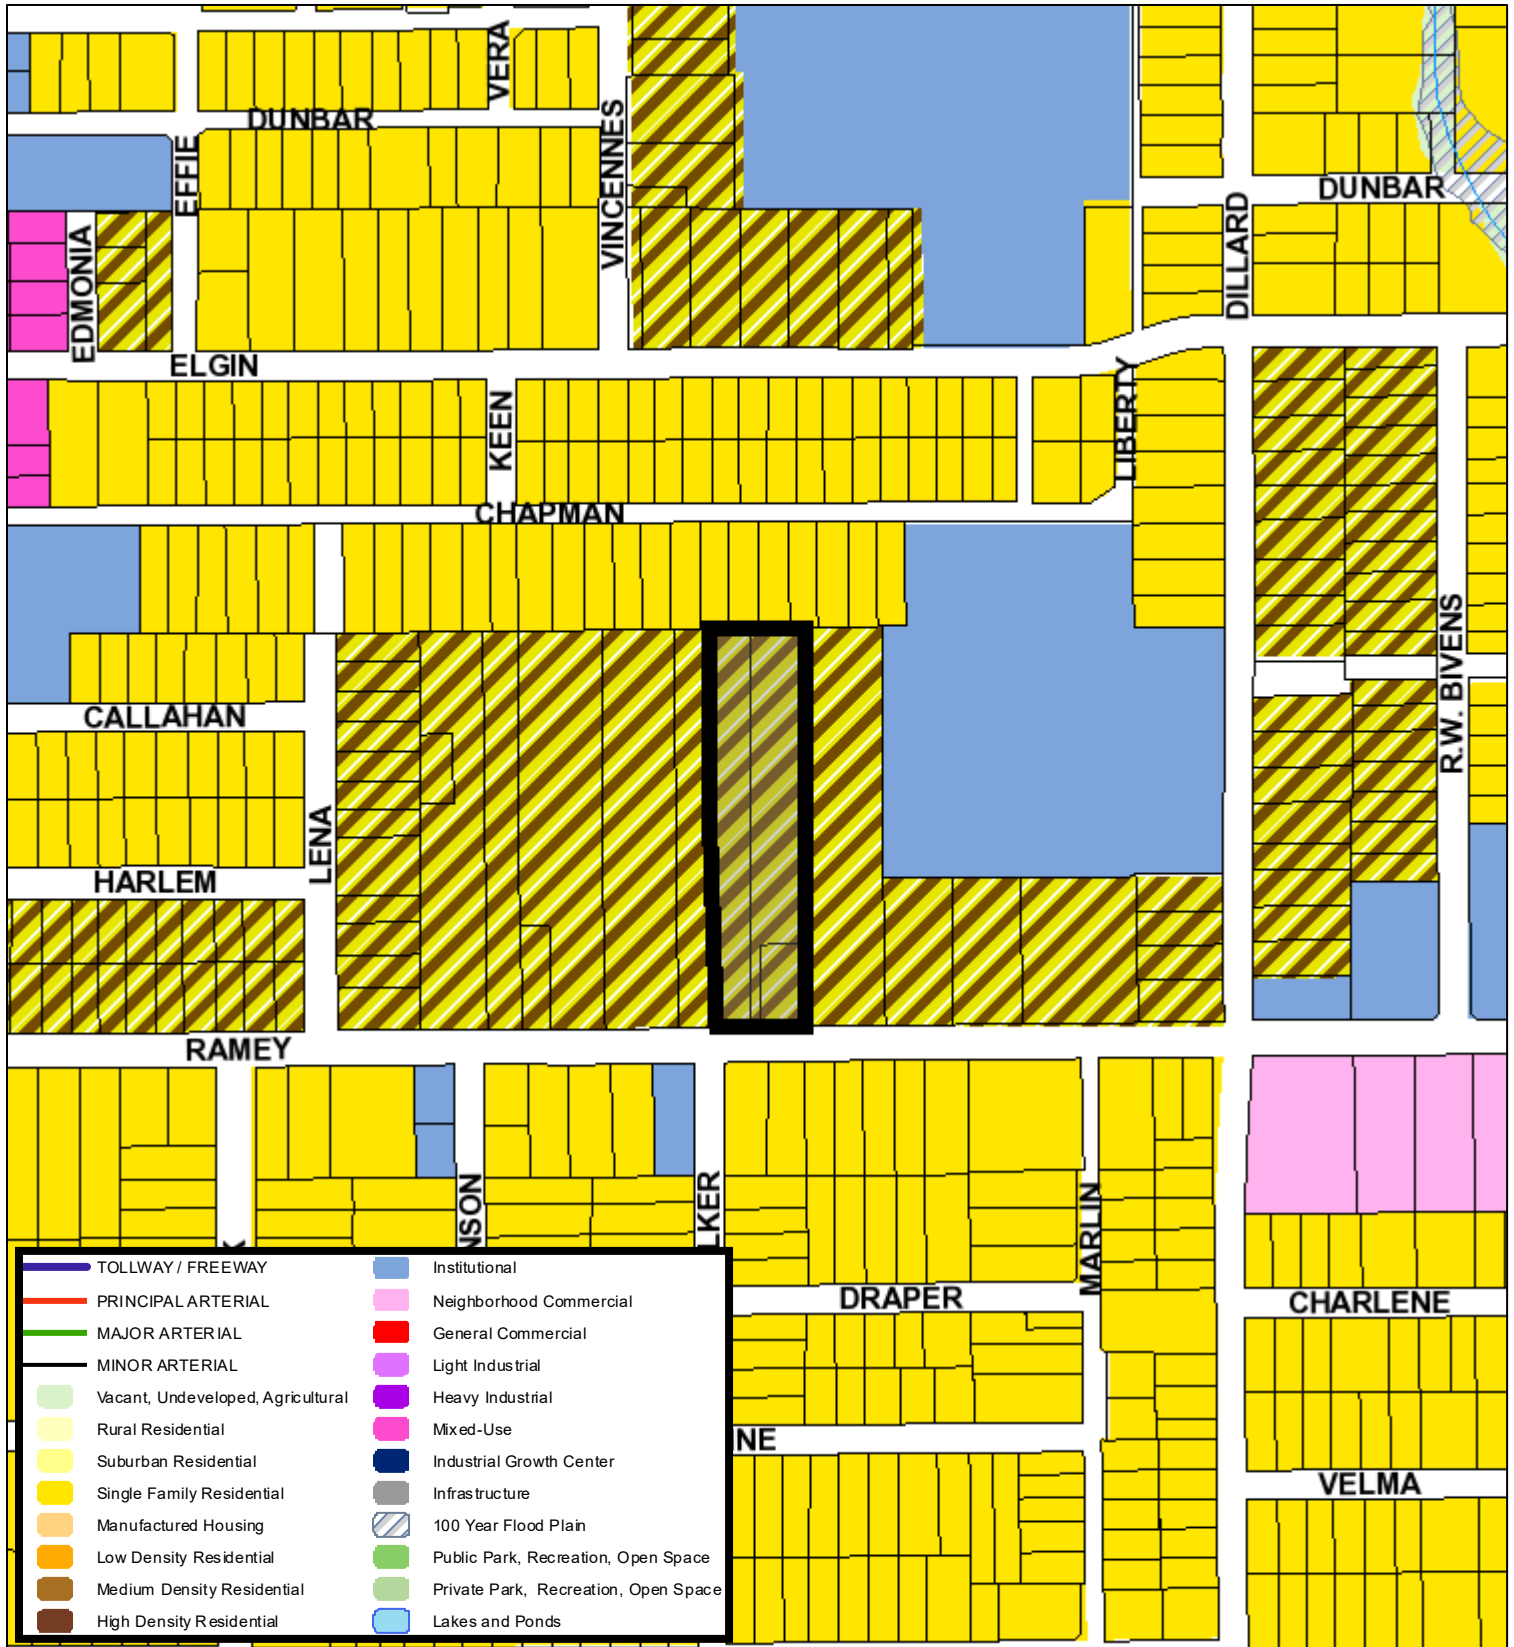 VERA
DUNBAR
EFFIE
VINCENNES
DUNBAR
DILLARD
EDMONIA
ELGIN
KEEN
LIBERTY
CHAPMAN
R.W. BIVENS
CALLAHAN
LENA
HARLEM
RAMEY
K
NSON
LKER
MARLIN
DRAPER
CHARLENE
NE
VELMA
TOLLWAY / FREEWAY
PRINCIPAL ARTERIAL
MAJOR ARTERIAL
MINOR ARTERIAL
Vacant, Undeveloped, Agricultural
Rural Residential
Suburban Residential
Single Family Residential
Manufactured Housing
Low Density Residential
Medium Density Residential
High Density Residential
Institutional
Neighborhood Commercial
General Commercial
Light Industrial
Heavy Industrial
Mixed-Use
Industrial Growth Center
Infrastructure
100 Year Flood Plain
Public Park, Recreation, Open Space
Private Park, Recreation, Open Space
Lakes and Ponds